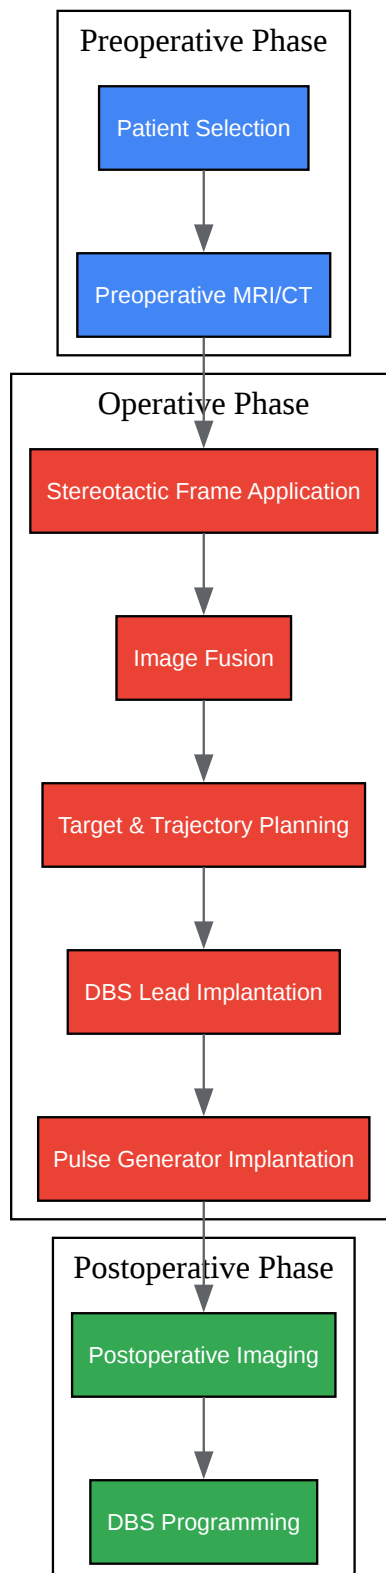 Preoperative Phase
Patient Selection
Preoperative MRI/CT
Operative Phase
Stereotactic Frame Application
Image Fusion
Target & Trajectory Planning
DBS Lead Implantation
Pulse Generator Implantation
Postoperative Phase
Postoperative Imaging
DBS Programming